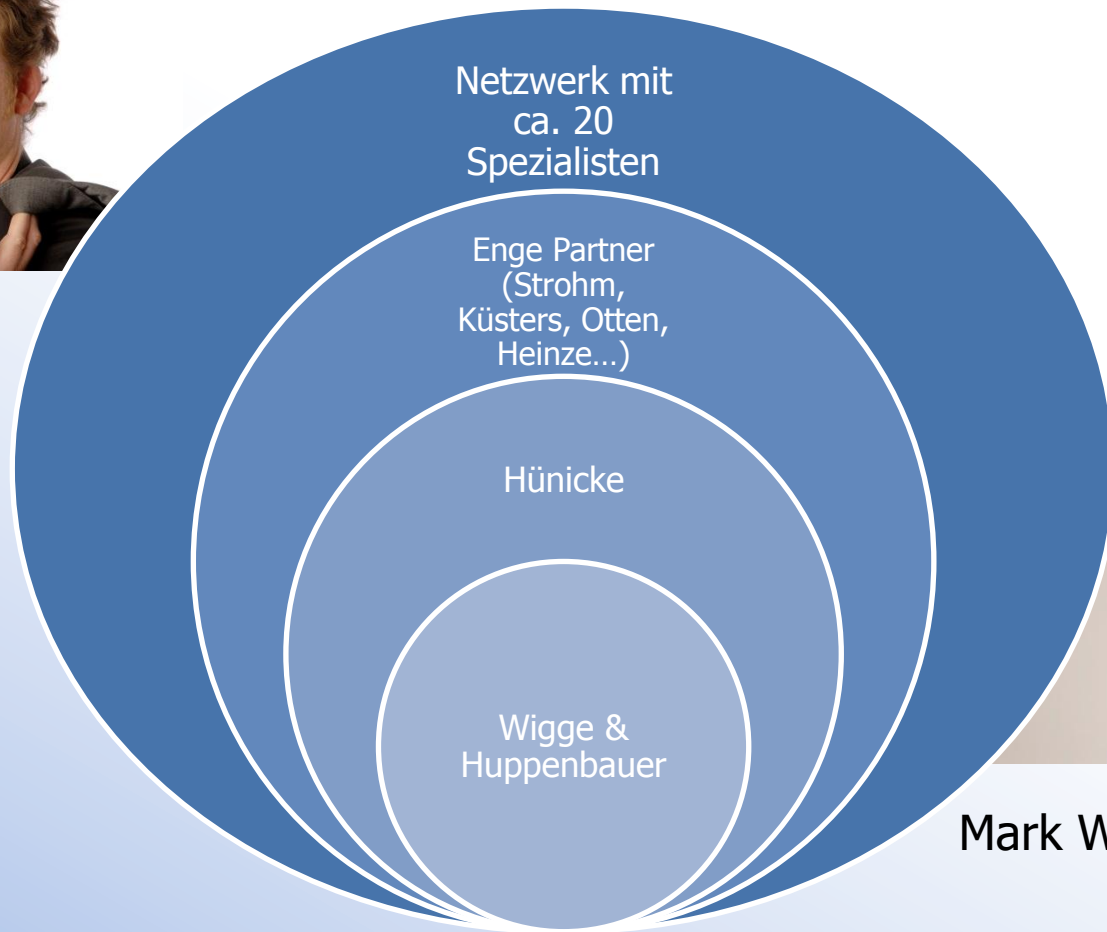 Netzwerk mit
ca. 20
Spezialisten
Enge Partner
(Strohm,
Küsters, Otten,
Heinze…)
Hünicke
Wigge &
Huppenbauer
Mark W